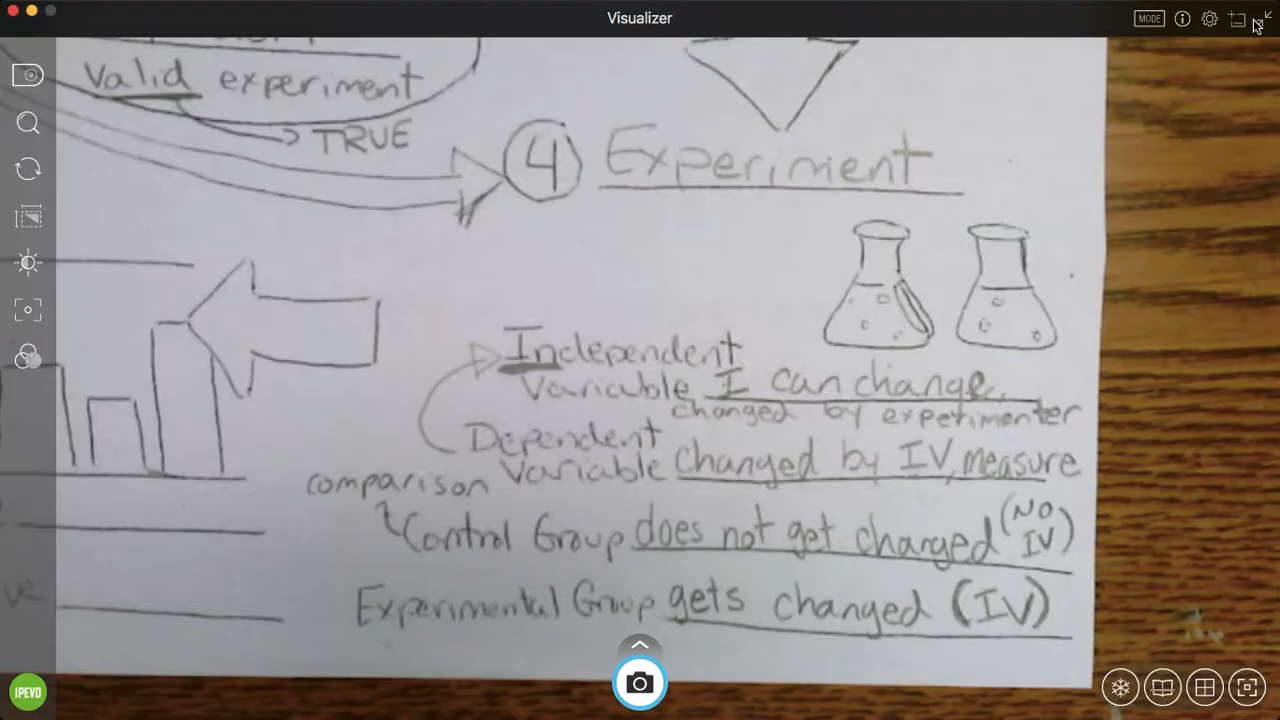 Visualizer
MODE
valid experiment
TRUE
4 Experiment
Independent
Variable I can change.
changed by experimenter
Dependent
Variable changed by IV, measure
comparison
Control Group does not get changed (NO IV)
Experimental Group gets changed (IV)
IPEVO